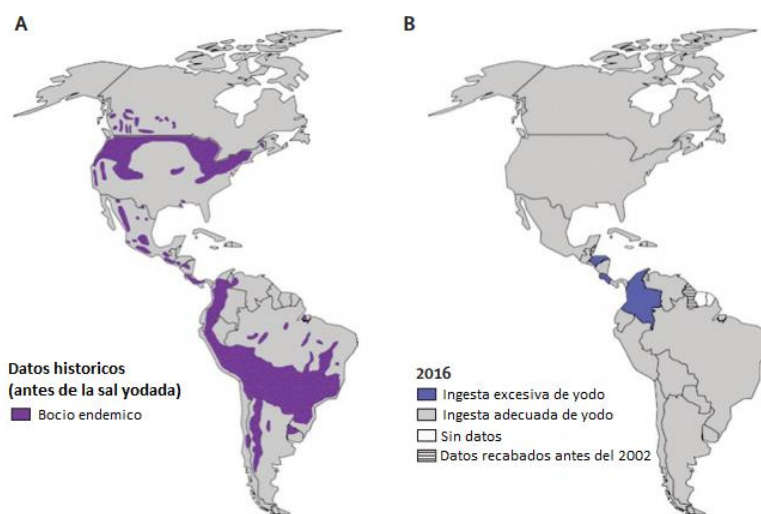 A
B
Datos historicos
(antes de la sal yodada)
Bocio endemico
2016
Ingesta excesiva de yodo
Ingesta adecuada de yodo
Sin datos
Datos recabados antes del 2002